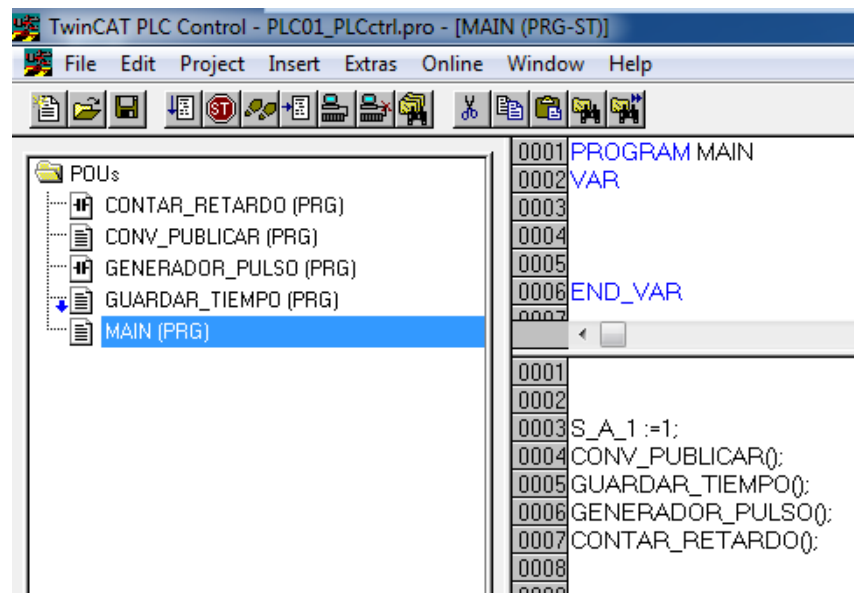 TwinCAT PLC Control - PLC01_PLCctrl.pro - [MAIN (PRG-ST)]
File Edit Project Insert Extras Online Window Help
POUs
CONTAR_RETARDO (PRG)
CONV_PUBLICAR (PRG)
GENERADOR_PULSO (PRG)
GUARDAR_TIEMPO (PRG)
MAIN (PRG)
0001 PROGRAM MAIN
0002 VAR
0003
0004
0005
0006 END_VAR
0007
0001
0002
0003 S_A_1 :=1;
0004 CONV_PUBLICAR();
0005 GUARDAR_TIEMPO();
0006 GENERADOR_PULSO();
0007 CONTAR_RETARDO();
0008